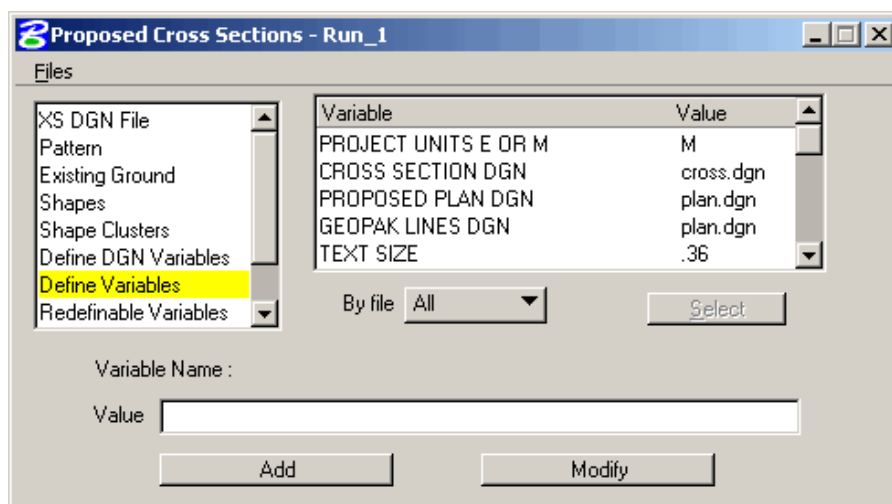 Proposed Cross Sections - Run_1
Files
XS DGN File
Pattern
Existing Ground
Shapes
Shape Clusters
Define DGN Variables
Define Variables
Redefinable Variables
Variable Value
PROJECT UNITS E OR M M
CROSS SECTION DGN cross.dgn
PROPOSED PLAN DGN plan.dgn
GEOPAK LINES DGN plan.dgn
TEXT SIZE .36
By file All
Select
Variable Name :
Value
Add Modify